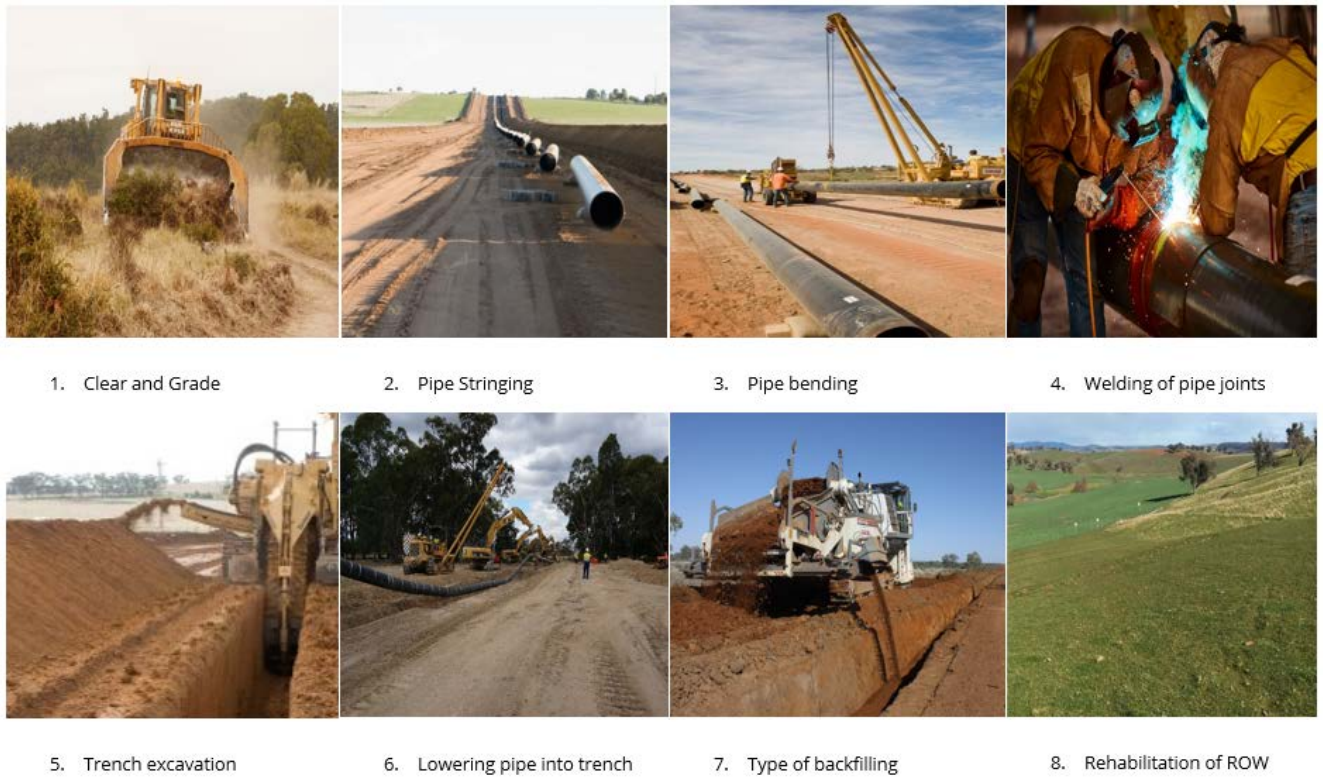 1. Clear and Grade
2. Pipe Stringing
3. Pipe bending
4. Welding of pipe joints
5. Trench excavation
6. Lowering pipe into trench
7. Type of backfilling
8. Rehabilitation of ROW